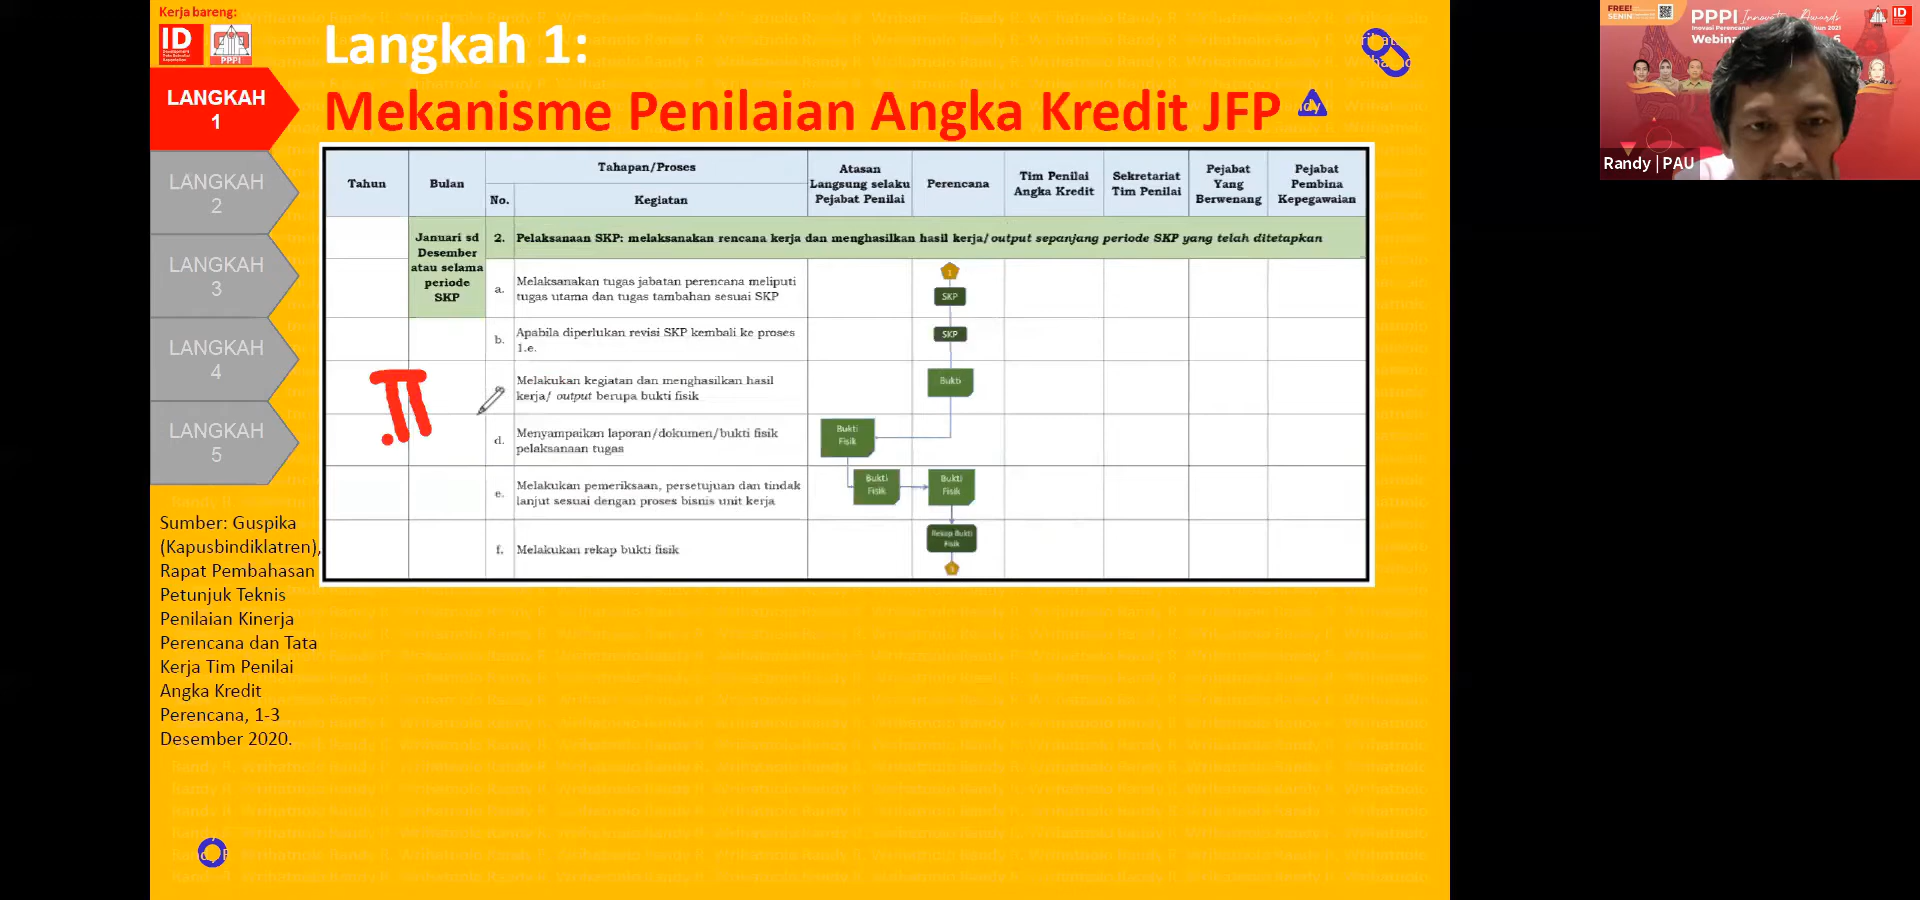 Kerja bareng:
ID
PPPI
Langkah 1:
Mekanisme Penilaian Angka Kredit JFP
LANGKAH
1
LANGKAH
2
LANGKAH
3
LANGKAH
4
LANGKAH
5
Sumber: Guspika
(Kapusbindiklatren),
Rapat Pembahasan
Petunjuk Teknis
Penilaian Kinerja
Perencana dan Tata
Kerja Tim Penilai
Angka Kredit
Perencana, 1-3
Desember 2020.
Tahun
Bulan
Tahapan/Proses
No.
Kegiatan
Atasan
Langsung selaku
Pejabat Penilai
Perencana
Tim Penilai
Angka Kredit
Sekretariat
Tim Penilai
Pejabat
Yang
Berwenang
Pejabat
Pembina
Kepegawaian
Januari sd
Desember
atau selama
periode
SKP
2. Pelaksanaan SKP: melaksanakan rencana kerja dan menghasilkan hasil kerja/output sepanjang periode SKP yang telah ditetapkan
a. Melaksanakan tugas jabatan perencana meliputi
tugas utama dan tugas tambahan sesuai SKP
1
SKP
b. Apabila diperlukan revisi SKP kembali ke proses
1.e.
SKP
Melakukan kegiatan dan menghasilkan hasil
kerja/ output berupa bukti fisik
Bukti
d. Menyampaikan laporan/dokumen/bukti fisik
pelaksanaan tugas
Bukti
Fisik
e. Melakukan pemeriksaan, persetujuan dan tindak
lanjut sesuai dengan proses bisnis unit kerja
Bukti
Fisik
Bukti
Fisik
f. Melakukan rekap bukti fisik
Rekap Bukti
Fisik
FREE!
SENIN
PPPI Innovation Awards
Randy | PAU